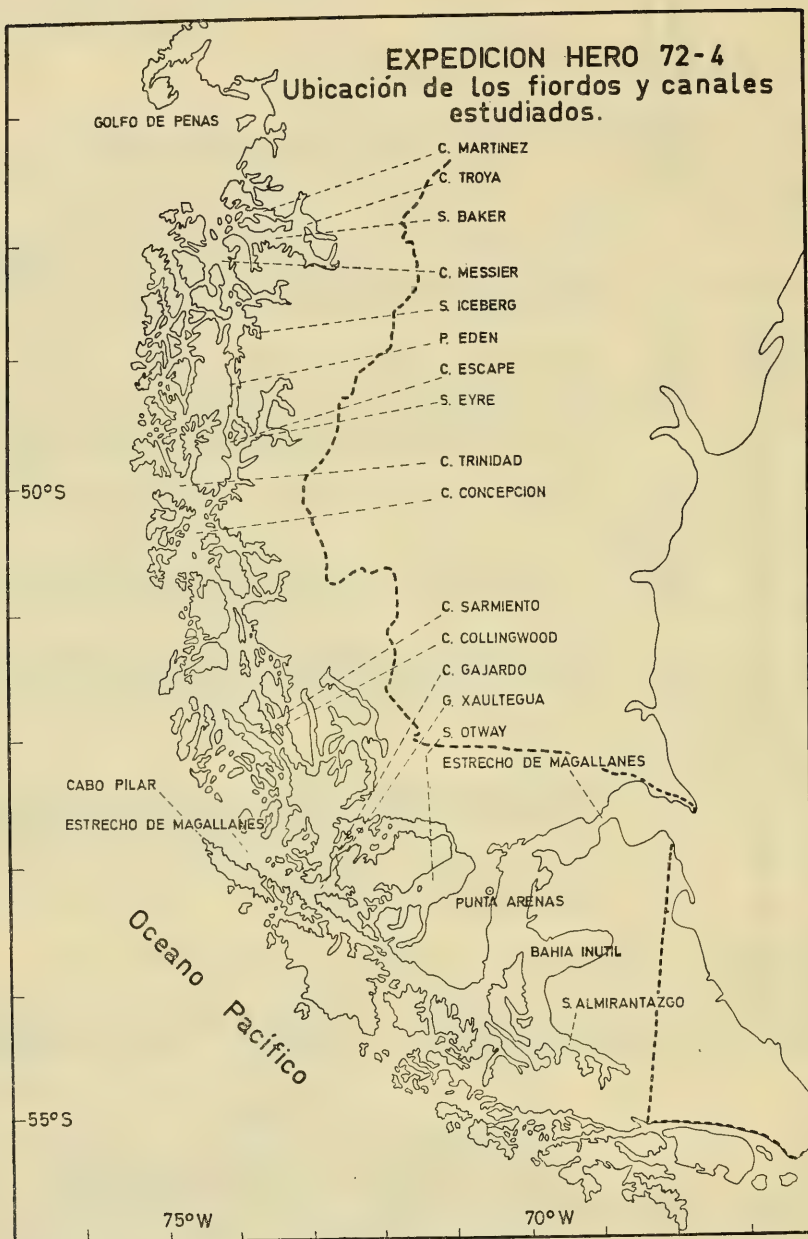 EXPEDICION HERO 72-4
Ubicación de los fiordos y canales
estudiados.
GOLFO DE PENAS
C. MARTINEZ
C. TROYA
S. BAKER
C. MESSIER
S. ICEBERG
P. EDEN
C. ESCAPE
S. EYRE
C. TRINIDAD
50°S
C. CONCEPCION
C. SARMIENTO
C. COLLINGWOOD
C. GAJARDO
G. XAULTEGUA
S. OTWAY
ESTRECHO DE MAGALLANES
CABO PILAR
ESTRECHO DE MAGALLANES
PUNTA ARENAS
Oceano Pacífico
BAHIA INUTIL
S. ALMIRANTAZGO
55°S
75°W
70°W